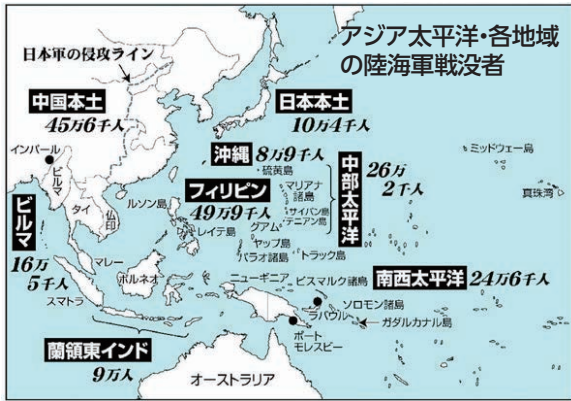 アジア太平洋・各地域
の陸海軍戦没者
日本軍の侵攻ライン
中国本土
45万6千人
日本本土
10万4千人
沖縄 8万9千人
硫黄島
ミッドウェー島
真珠湾
インパール
ビルマ
タイ
仏印
ルソン島
フィリピン
49万9千人
マリアナ
諸島
サイパン島
テニアン島
中部太平洋
26万
2千人
グアム
レイテ島
ヤップ島
パラオ諸島
トラック島
ビルマ
16万
5千人
マレー
ボルネオ
スマトラ
ニューギニア
ビスマルク諸島
南西太平洋 24万6千人
ソロモン諸島
ラバウル
ガダルカナル島
ポート
モレスビー
蘭領東インド
9万人
オーストラリア